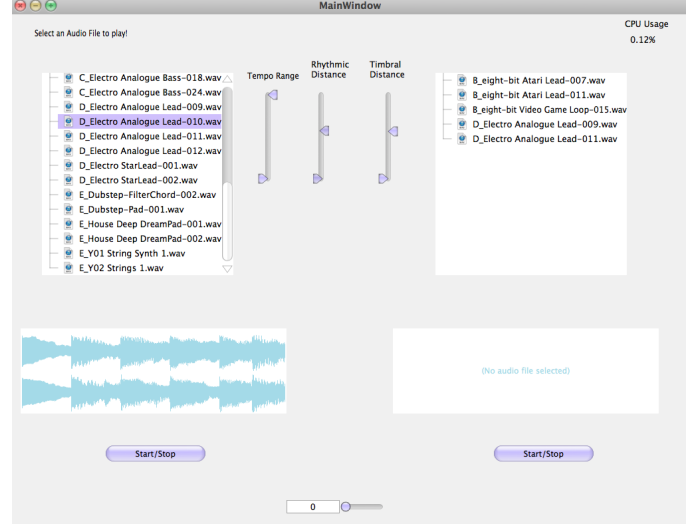 MainWindow
CPU Usage
0.12%
Select an Audio File to play!
Tempo Range
Rhythmic
Distance
Timbral
Distance
C_Electro Analogue Bass-018.wav
C_Electro Analogue Bass-024.wav
D_Electro Analogue Lead-009.wav
D_Electro Analogue Lead-010.wav
D_Electro Analogue Lead-011.wav
D_Electro Analogue Lead-012.wav
D_Electro StarLead-001.wav
D_Electro StarLead-002.wav
E_Dubstep-FilterChord-002.wav
E_Dubstep-Pad-001.wav
E_House Deep DreamPad-001.wav
E_House Deep DreamPad-002.wav
E_Y01 String Synth 1.wav
E_Y02 Strings 1.wav
B_eight-bit Atari Lead-007.wav
B_eight-bit Atari Lead-011.wav
B_eight-bit Video Game Loop-015.wav
D_Electro Analogue Lead-009.wav
D_Electro Analogue Lead-011.wav
(No audio file selected)
Start/Stop
Start/Stop
0